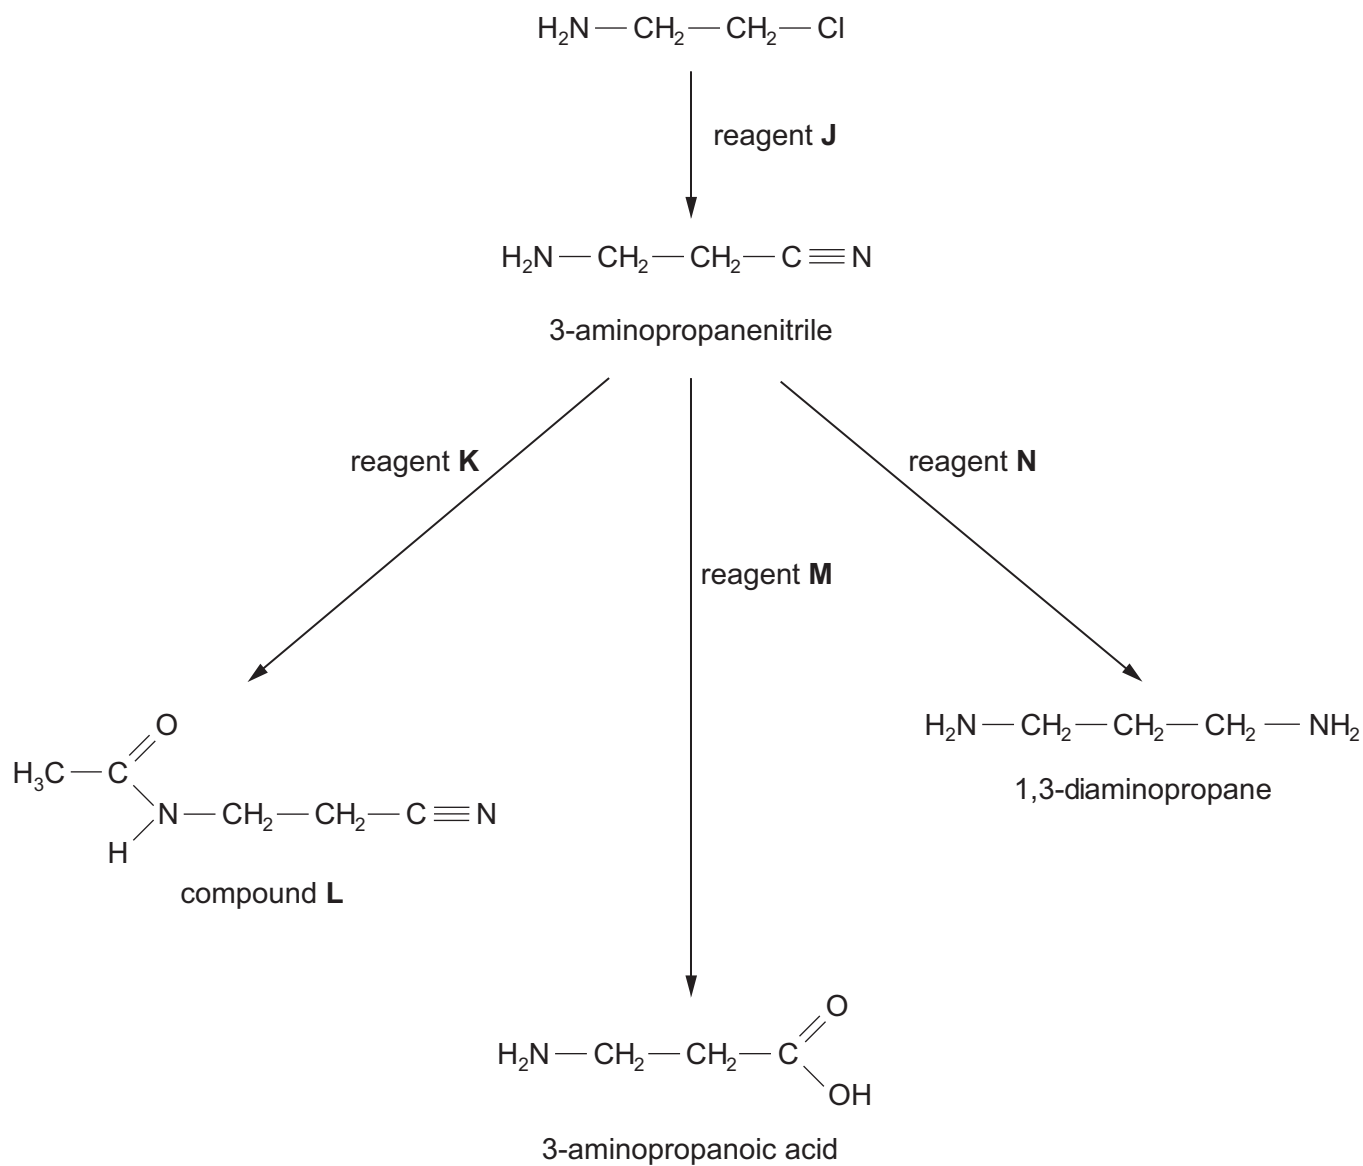 H₂N—CH₂—CH₂—Cl
reagent J
H₂N—CH₂—CH₂—C≡N
3-aminopropanenitrile
reagent K
reagent N
reagent M
O
H₃C—C
N—CH₂—CH₂—C≡N
H
compound L
H₂N—CH₂—CH₂—CH₂—NH₂
1,3-diaminopropane
O
H₂N—CH₂—CH₂—C
OH
3-aminopropanoic acid